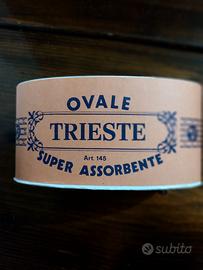 OVALE
TRIESTE
Art. 145
SUPER ASSORBENTE
subito